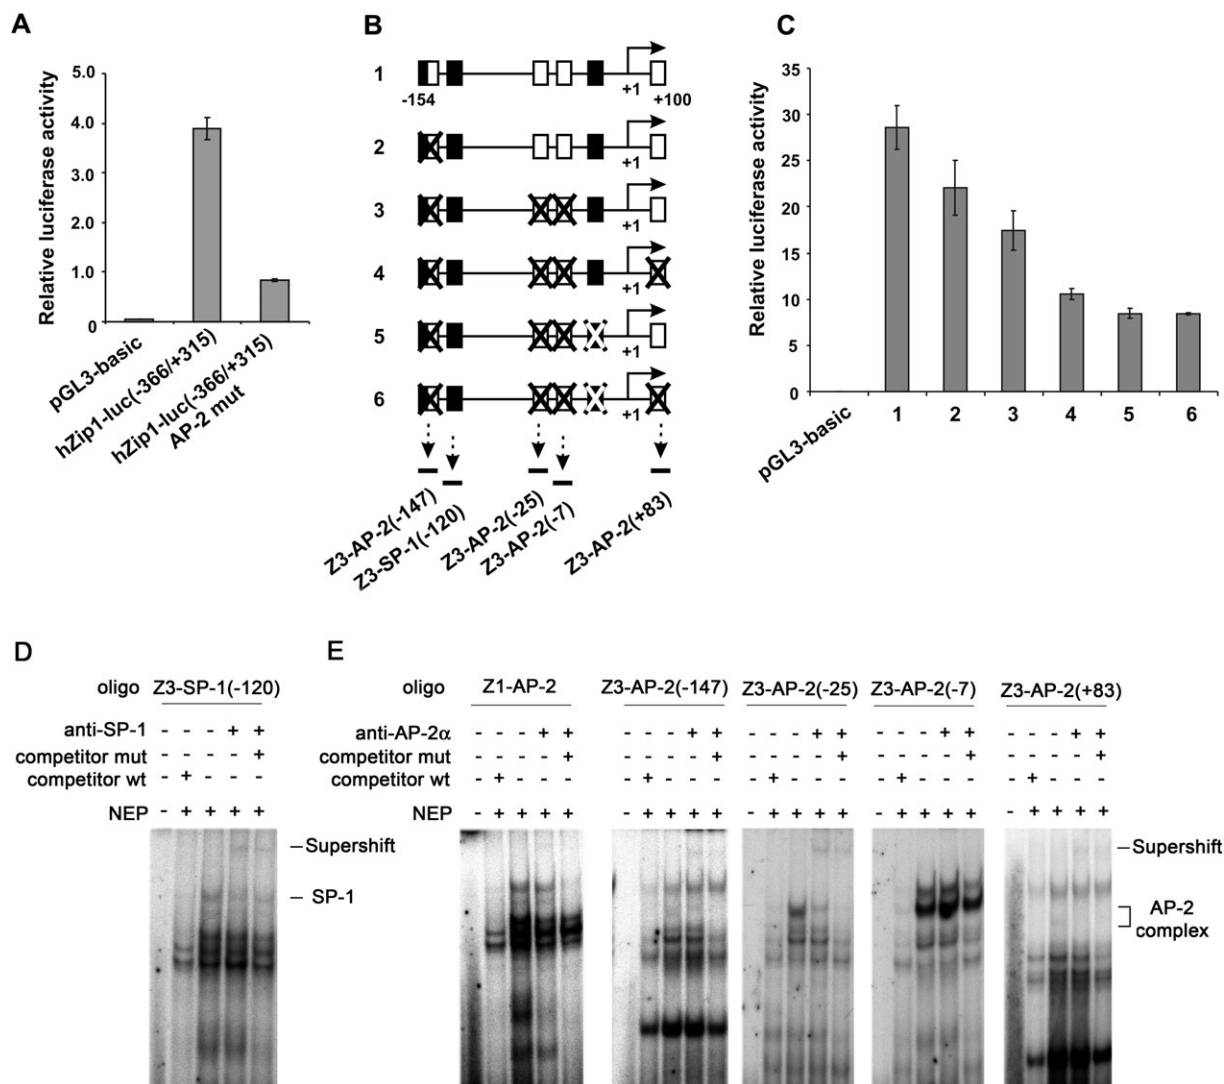 A
Relative luciferase activity
5.0
4.0
3.0
2.0
1.0
0
pGL3-basic
hZip1-luc(-366/+315)
hZip1-luc(-366/+315)
AP-2 mut
B
1
-154
+1
+100
2
+1
3
+1
4
+1
5
+1
6
+1
Z3-AP-2(-147)
Z3-SP-1(-120)
Z3-AP-2(-25)
Z3-AP-2(-7)
Z3-AP-2(+83)
C
Relative luciferase activity
35
30
25
20
15
10
5
0
pGL3-basic
1
2
3
4
5
6
D
oligo Z3-SP-1(-120)
anti-SP-1 - - - + +
competitor mut - - - - +
competitor wt - + - - -
NEP - + + + +
Supershift
SP-1
E
oligo Z1-AP-2 Z3-AP-2(-147) Z3-AP-2(-25) Z3-AP-2(-7) Z3-AP-2(+83)
anti-AP-2α - - - + + - - - + + - - - + + - - - + + - - - + +
competitor mut - - - - + - - - - + - - - - + - - - - + - - - - +
competitor wt - + - - - - + - - - - + - - - - + - - - - + - - -
NEP - + + + + - + + + + - + + + + - + + + + - + + + +
Supershift
AP-2
complex